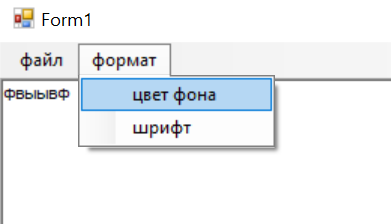 Form1
файл формат
фвыывф
цвет фона
шрифт